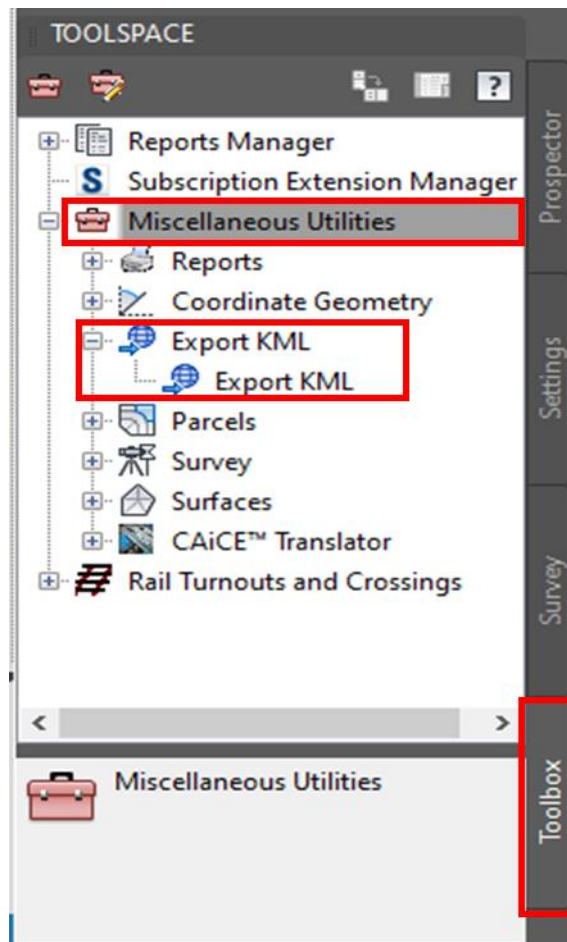 TOOLSPACE
?
Reports Manager
S Subscription Extension Manager
Miscellaneous Utilities
Reports
Coordinate Geometry
Export KML
Export KML
Parcels
Survey
Surfaces
CAiCE™ Translator
Rail Turnouts and Crossings
Miscellaneous Utilities
Prospector
Settings
Survey
Toolbox